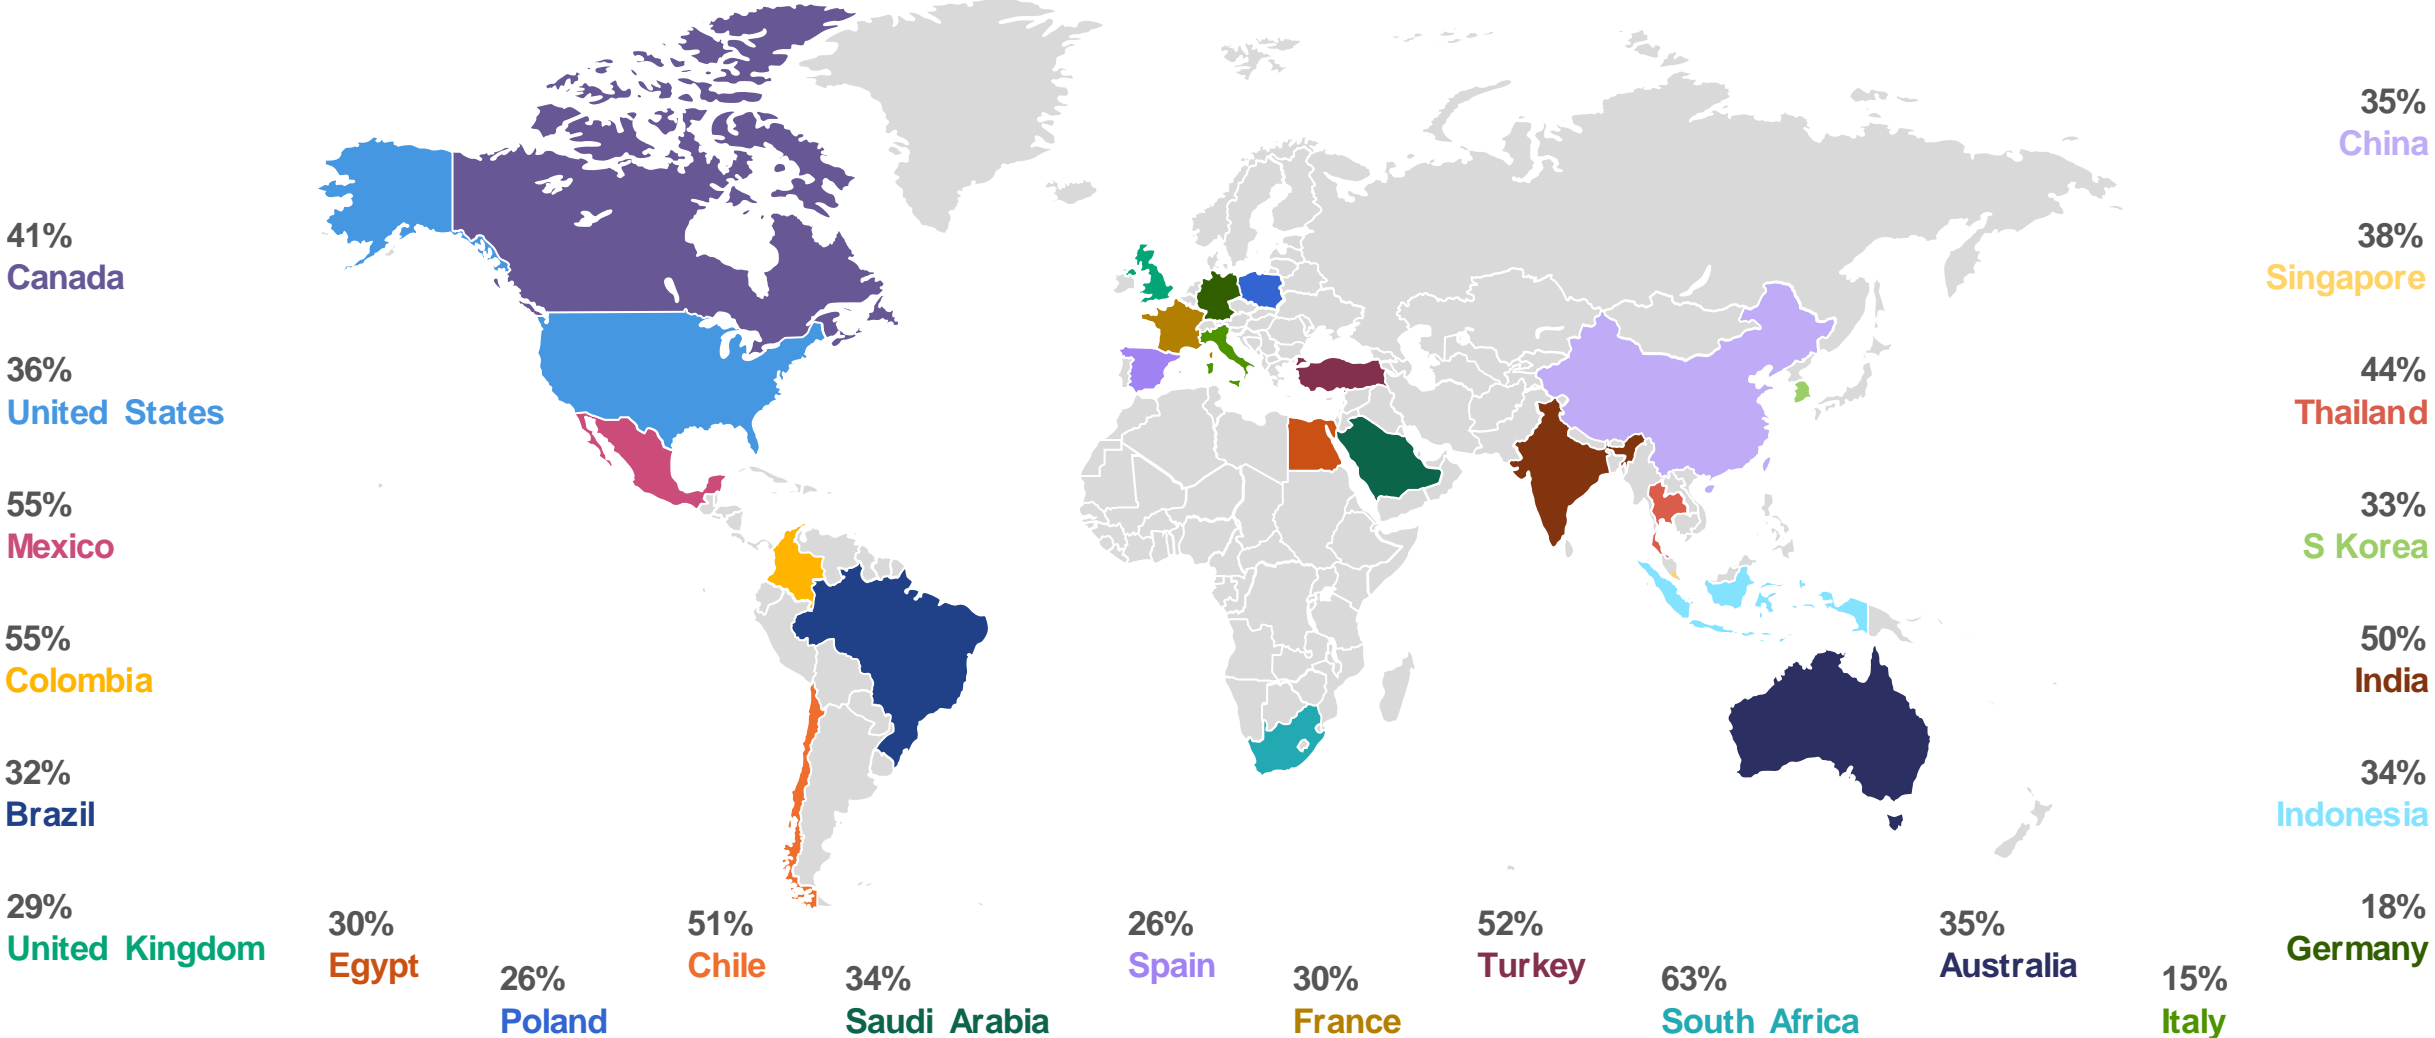 41%
Canada
36%
United States
55%
Mexico
55%
Colombia
32%
Brazil
29%
United Kingdom
30%
Egypt
26%
Poland
51%
Chile
34%
Saudi Arabia
26%
Spain
30%
France
52%
Turkey
63%
South Africa
35%
Australia
15%
Italy
35%
China
38%
Singapore
44%
Thailand
33%
S Korea
50%
India
34%
Indonesia
18%
Germany